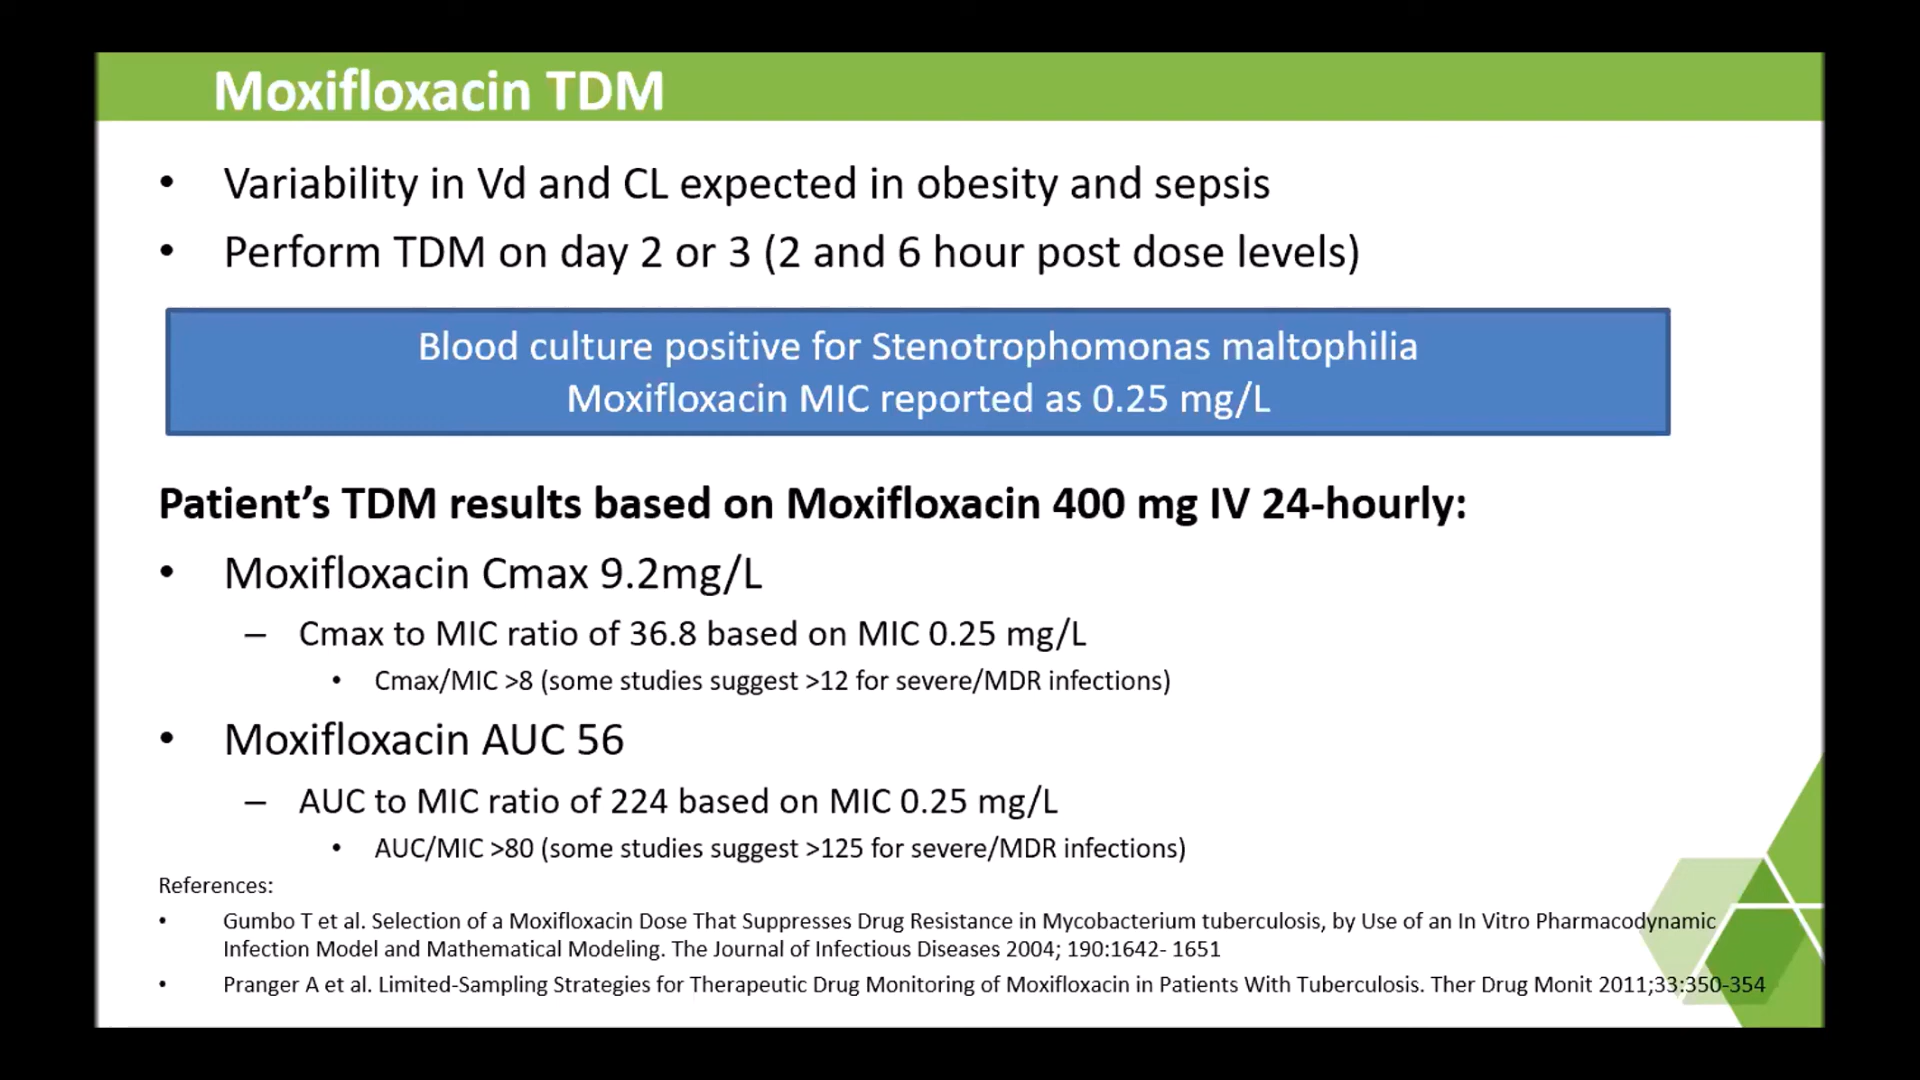 Moxifloxacin TDM
• Variability in Vd and CL expected in obesity and sepsis
• Perform TDM on day 2 or 3 (2 and 6 hour post dose levels)
Blood culture positive for Stenotrophomonas maltophilia
Moxifloxacin MIC reported as 0.25 mg/L
Patient’s TDM results based on Moxifloxacin 400 mg IV 24-hourly:
• Moxifloxacin Cmax 9.2mg/L
– Cmax to MIC ratio of 36.8 based on MIC 0.25 mg/L
• Cmax/MIC >8 (some studies suggest >12 for severe/MDR infections)
• Moxifloxacin AUC 56
– AUC to MIC ratio of 224 based on MIC 0.25 mg/L
• AUC/MIC >80 (some studies suggest >125 for severe/MDR infections)
References:
• Gumbo T et al. Selection of a Moxifloxacin Dose That Suppresses Drug Resistance in Mycobacterium tuberculosis, by Use of an In Vitro Pharmacodynamic
Infection Model and Mathematical Modeling. The Journal of Infectious Diseases 2004; 190:1642- 1651
• Pranger A et al. Limited-Sampling Strategies for Therapeutic Drug Monitoring of Moxifloxacin in Patients With Tuberculosis. Ther Drug Monit 2011;33:350-354